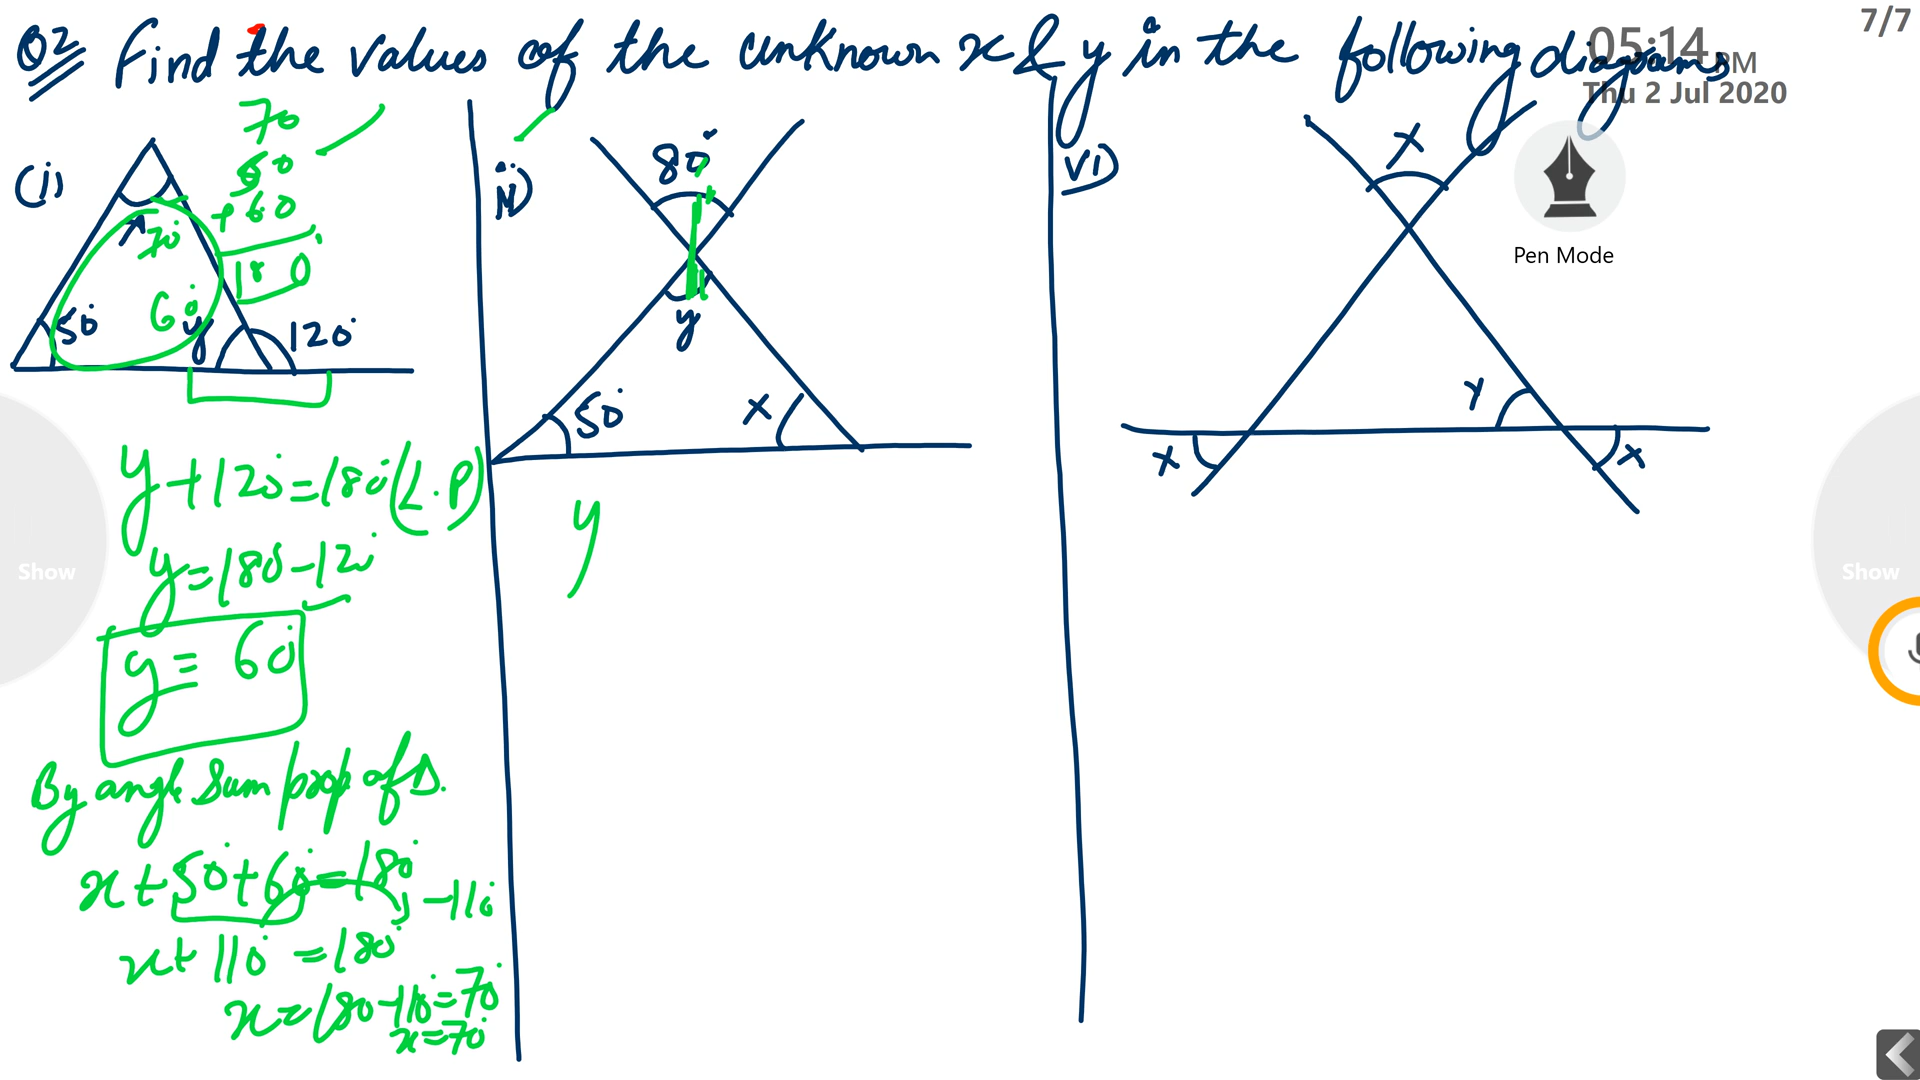 Q2 Find the values of the unknown x & y in the following diagrams
7/7
05:14 PM
Thu 2 Jul 2020
Pen Mode
Show
Show
(i)
x
70°
50°
60°
y
120°
70
50
+60
180
y+120°=180°(L.P)
y=180-120°
y= 60°
By angle sum prop of Δ.
x+50°+60°=180°
-110°
x+110°=180°
x=180-110°=70°
x=70°
ii)
80°
y
50°
x
y
vi)
x
y
x
x